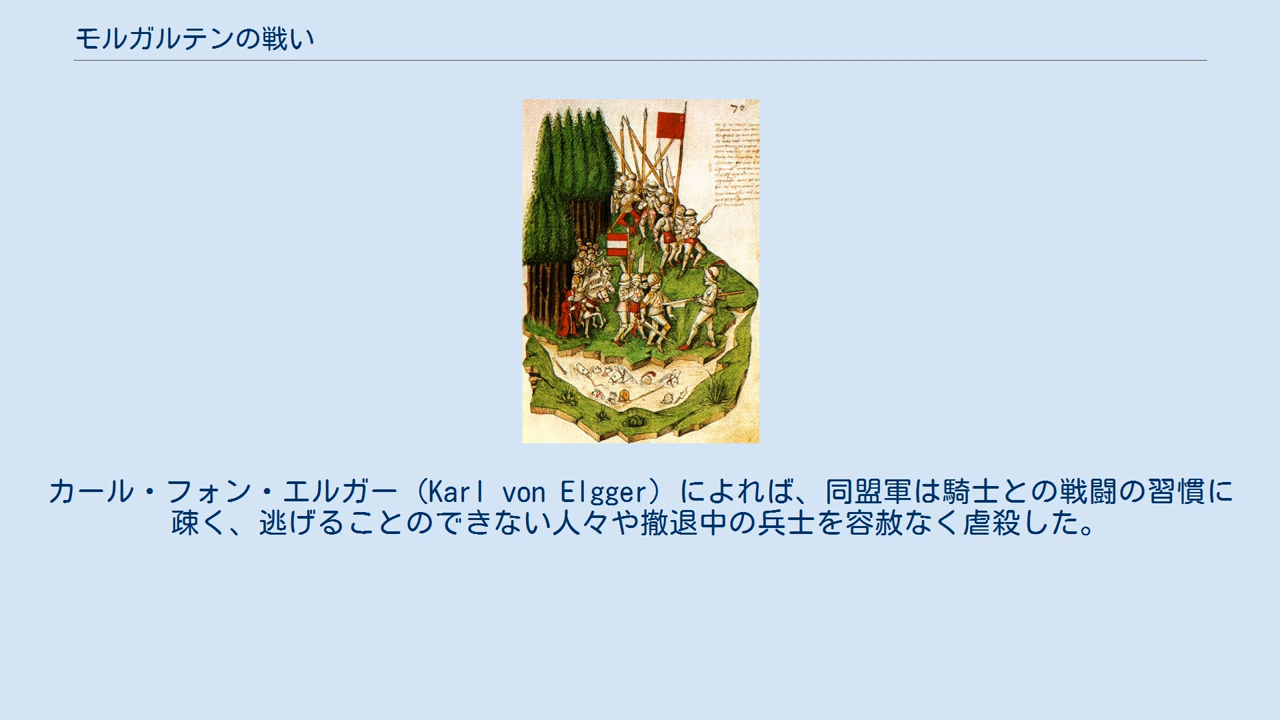 モルガルテンの戦い
カール・フォン・エルガー（Karl von Elgger）によれば、同盟軍は騎士との戦闘の習慣に
疎く、逃げることのできない人々や撤退中の兵士を容赦なく虐殺した。